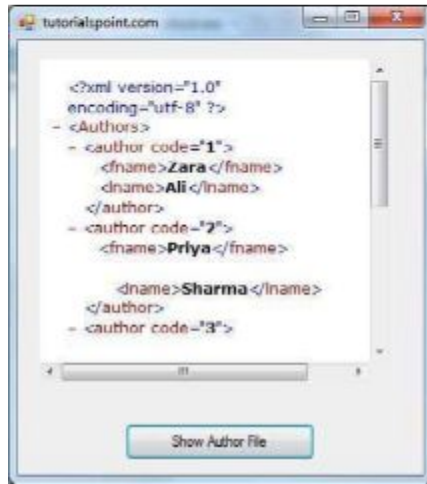 tutorialspoint.com
<?xml version="1.0"
encoding="utf-8" ?>
- <Authors>
- <author code="1">
<fname>Zara</fname>
<lname>Ali</lname>
</author>
- <author code="2">
<fname>Priya</fname>
<lname>Sharma</lname>
</author>
- <author code="3">
Show Author File